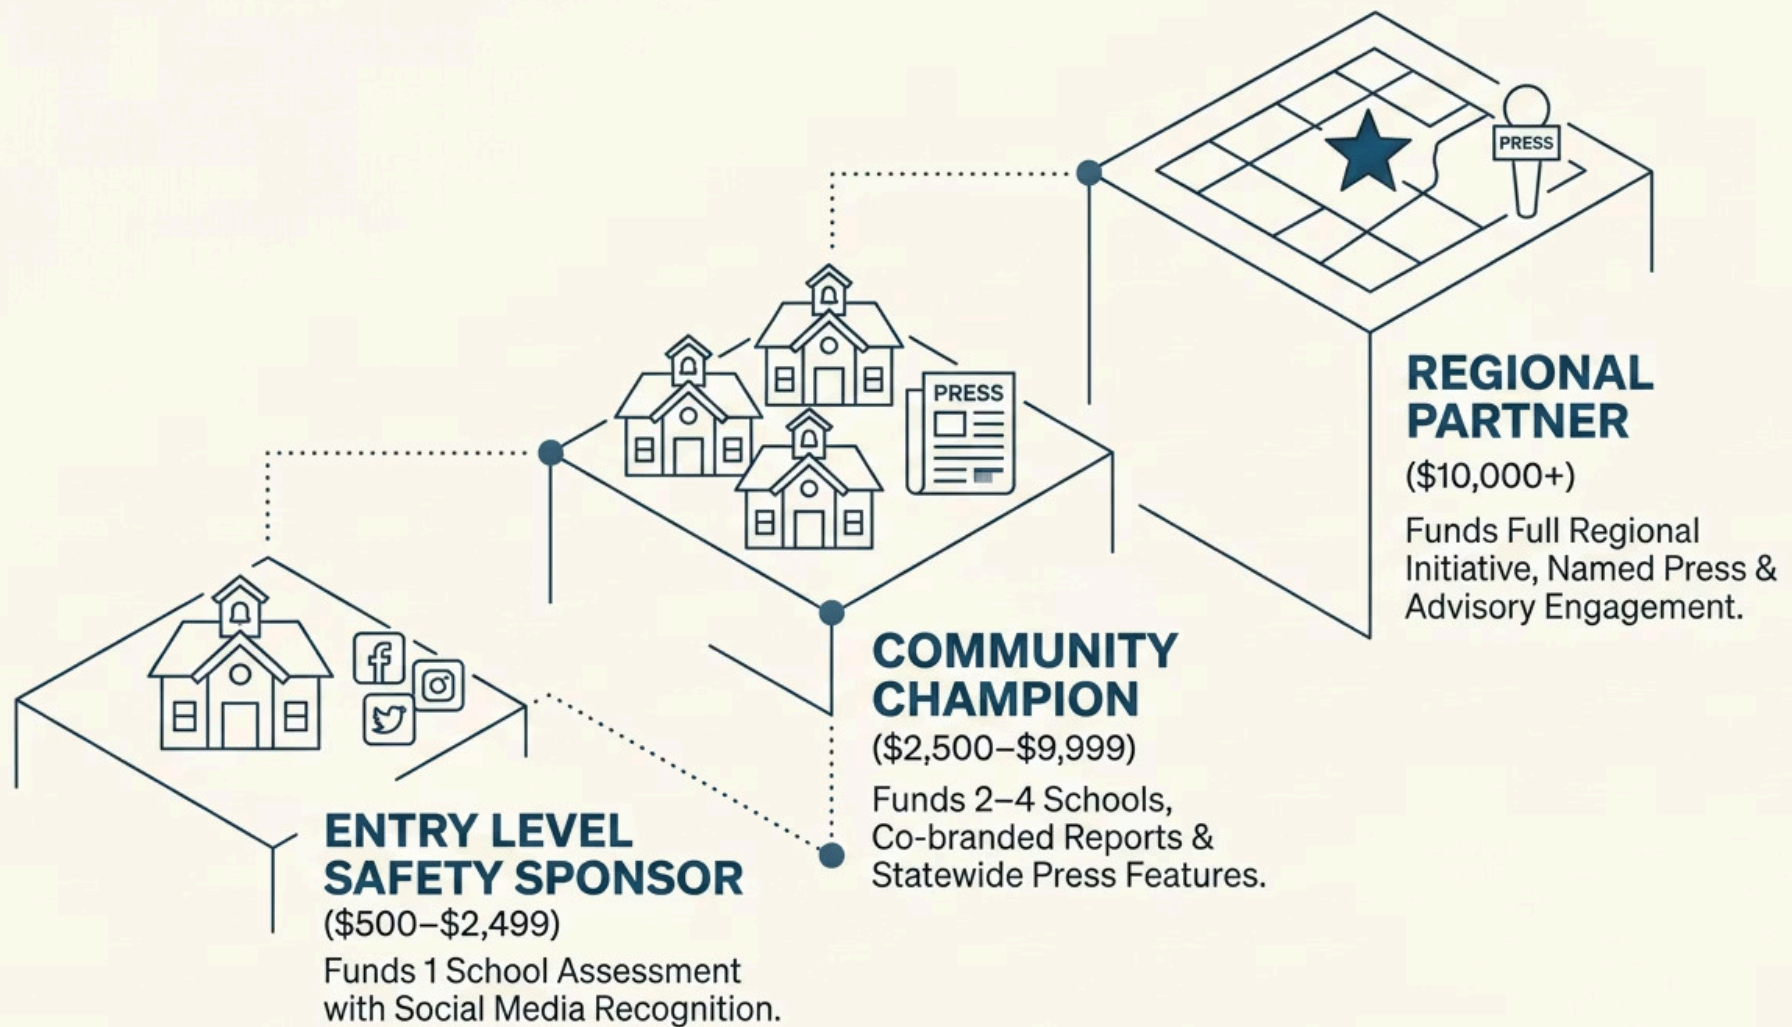 PRESS
REGIONAL
PARTNER
($10,000+)
Funds Full Regional
Initiative, Named Press &
Advisory Engagement.
PRESS
COMMUNITY
CHAMPION
($2,500–$9,999)
Funds 2–4 Schools,
Co-branded Reports &
Statewide Press Features.
ENTRY LEVEL
SAFETY SPONSOR
($500–$2,499)
Funds 1 School Assessment
with Social Media Recognition.